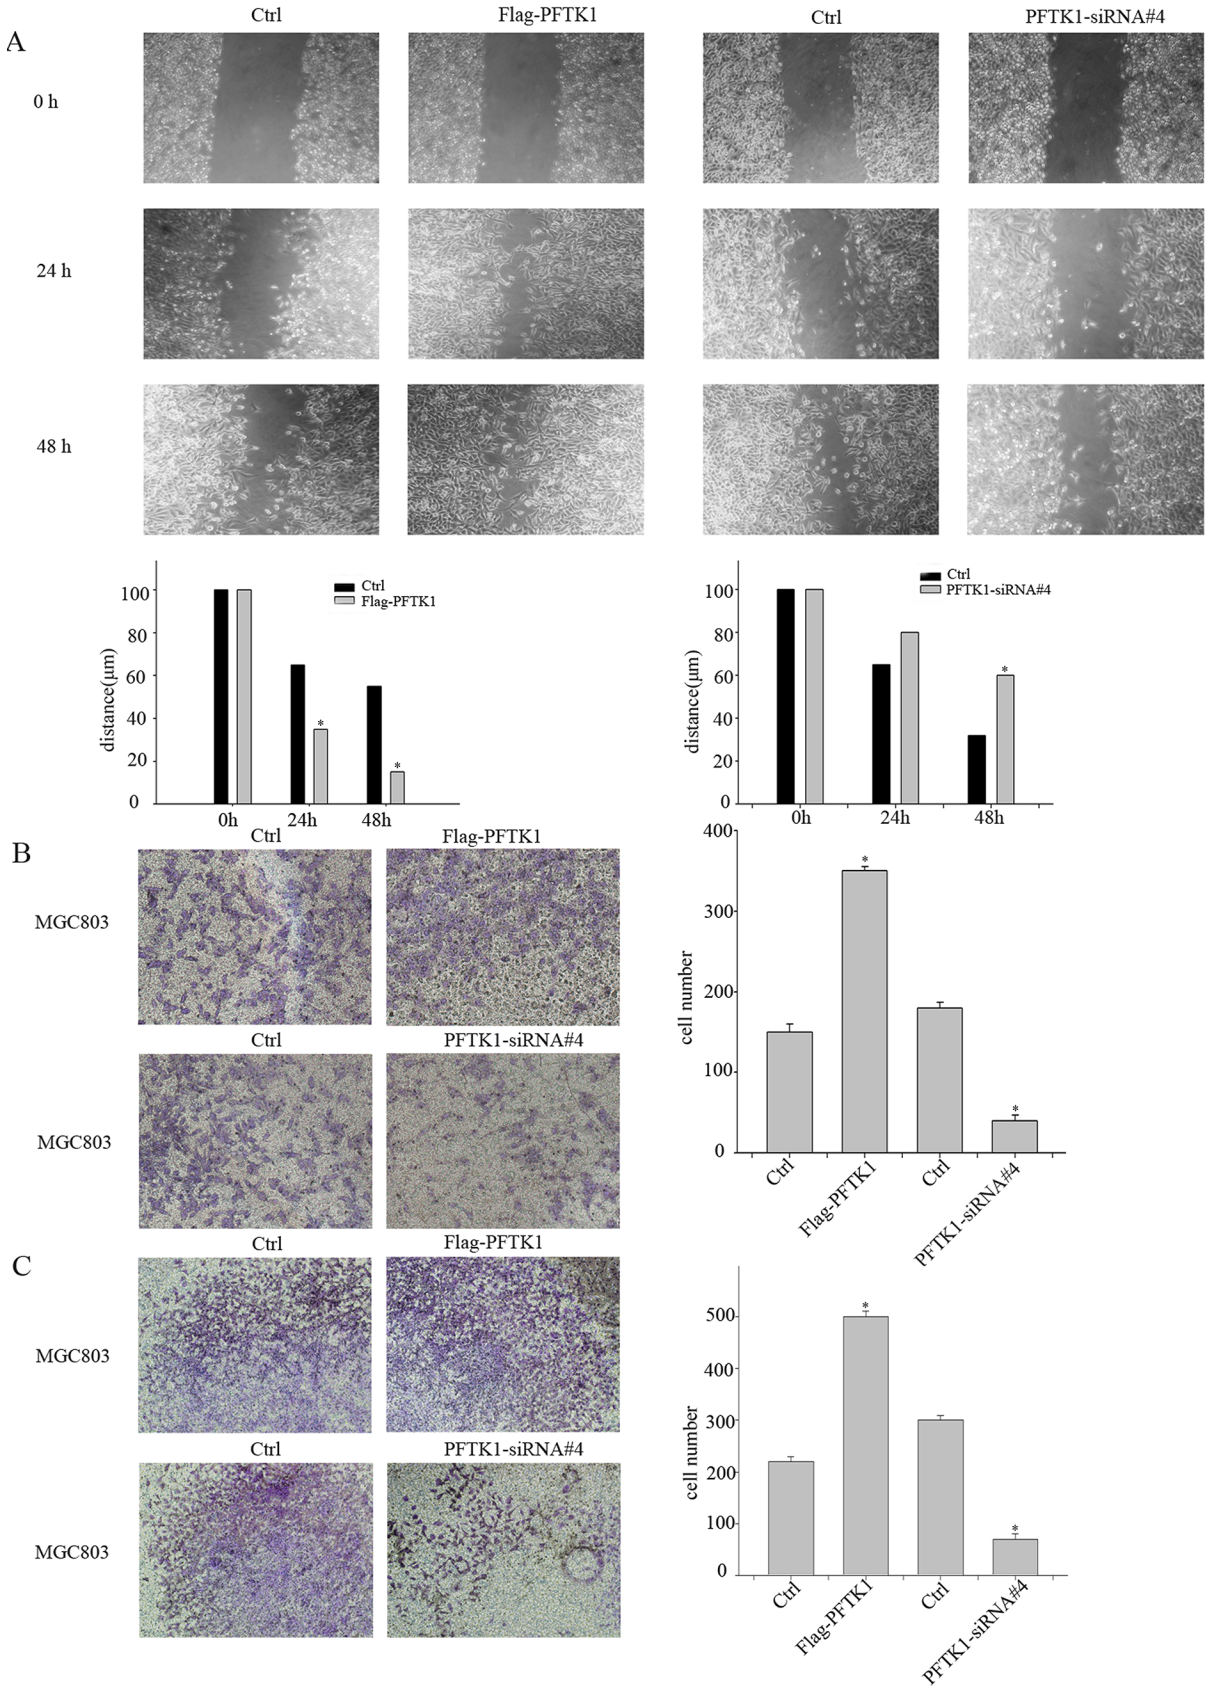 Ctrl Flag-PFTK1 Ctrl PFTK1-siRNA#4
A
0 h
24 h
48 h
100
80
60
40
20
0
distance(μm)
Ctrl
Flag-PFTK1
*
*
0h 24h 48h
100
80
60
40
20
0
distance(μm)
Ctrl
PFTK1-siRNA#4
*
0h 24h 48h
B
Ctrl Flag-PFTK1
MGC803
Ctrl PFTK1-siRNA#4
MGC803
400
300
200
100
0
cell number
*
*
Ctrl
Flag-PFTK1
Ctrl
PFTK1-siRNA#4
C
Ctrl Flag-PFTK1
MGC803
Ctrl PFTK1-siRNA#4
MGC803
500
400
300
200
100
0
cell number
*
*
Ctrl
Flag-PFTK1
Ctrl
PFTK1-siRNA#4